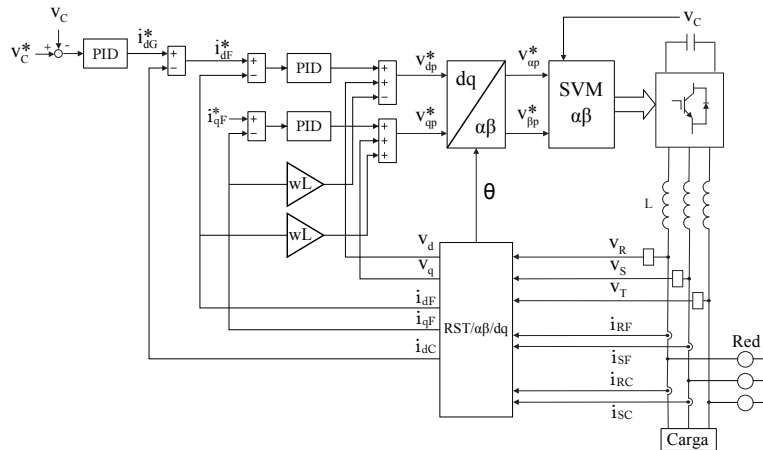 v_C
v_C^*
+
-
PID
i_dG^*
+
-
i_dF^*
+
-
PID
+
+
-
v_dp^*
dq
αβ
v_αp^*
v_βp^*
SVM
αβ
v_C
i_qF^*
+
-
PID
+
+
+
v_qp^*
wL
wL
θ
L
v_d
v_q
i_dF
i_qF
i_dC
RST/αβ/dq
v_R
v_S
v_T
i_RF
i_SF
i_RC
i_SC
Red
Carga